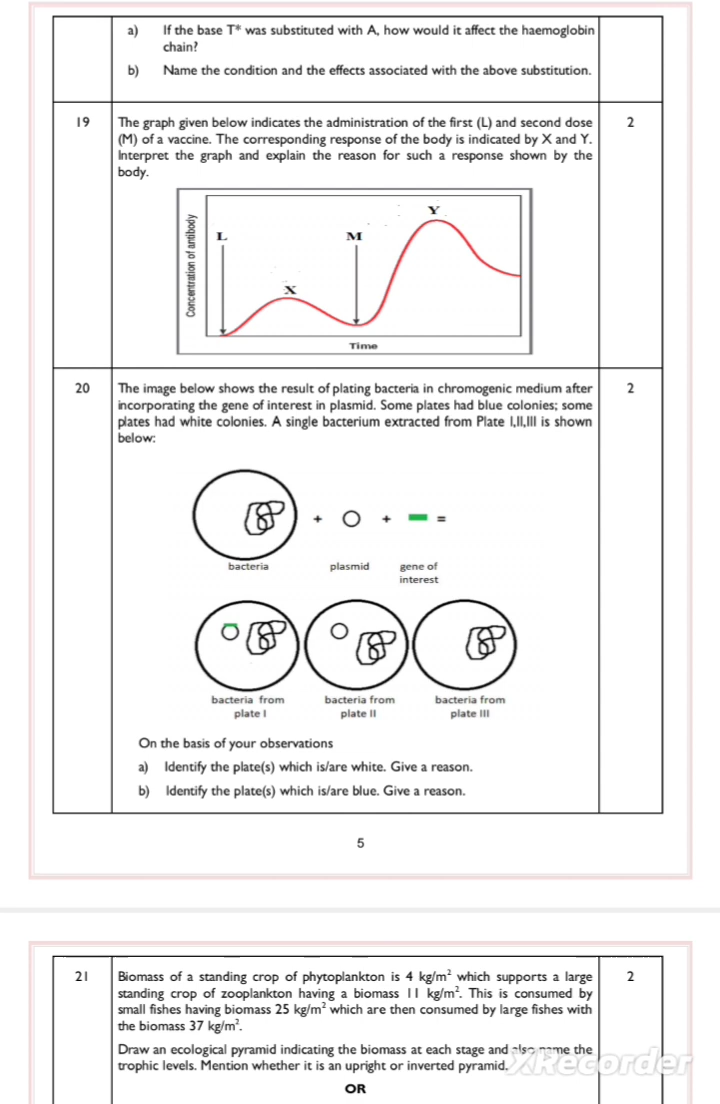 a) If the base T* was substituted with A, how would it affect the haemoglobin
chain?
b) Name the condition and the effects associated with the above substitution.
19 The graph given below indicates the administration of the first (L) and second dose 2
(M) of a vaccine. The corresponding response of the body is indicated by X and Y.
Interpret the graph and explain the reason for such a response shown by the
body.
Concentration of antibody
L
X
M
Y
Time
20 The image below shows the result of plating bacteria in chromogenic medium after 2
incorporating the gene of interest in plasmid. Some plates had blue colonies; some
plates had white colonies. A single bacterium extracted from Plate I,II,III is shown
below:
+ + =
bacteria plasmid gene of
interest
bacteria from bacteria from bacteria from
plate I plate II plate III
On the basis of your observations
a) Identify the plate(s) which is/are white. Give a reason.
b) Identify the plate(s) which is/are blue. Give a reason.
5
21 Biomass of a standing crop of phytoplankton is 4 kg/m² which supports a large 2
standing crop of zooplankton having a biomass 11 kg/m². This is consumed by
small fishes having biomass 25 kg/m² which are then consumed by large fishes with
the biomass 37 kg/m².
Draw an ecological pyramid indicating the biomass at each stage and also name the
trophic levels. Mention whether it is an upright or inverted pyramid.
XRecorder
OR